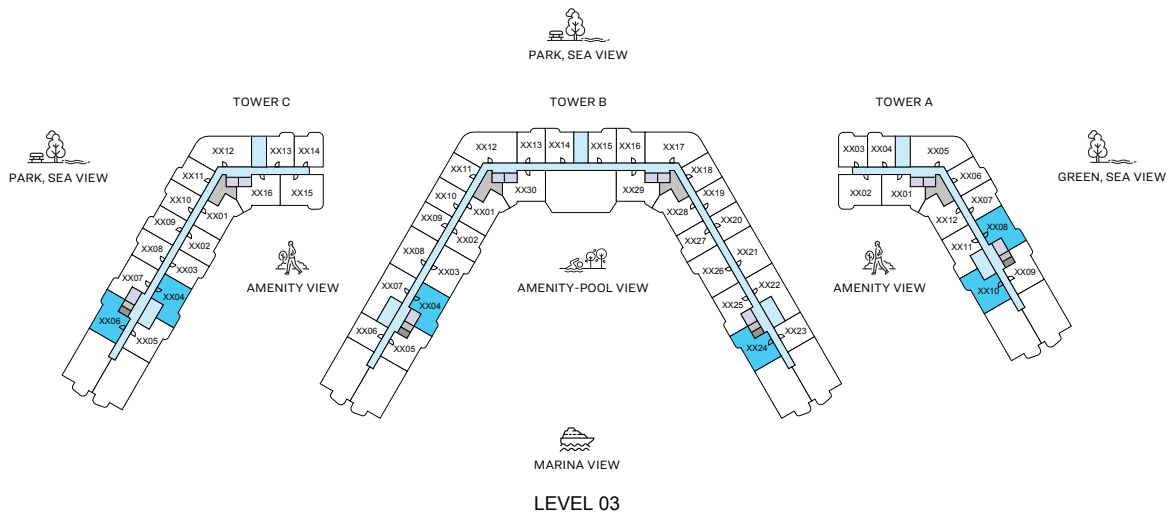 PARK, SEA VIEW
TOWER C
TOWER B
TOWER A
PARK, SEA VIEW
GREEN, SEA VIEW
XX12
XX13
XX14
XX11
XX16
XX15
XX10
XX01
XX09
XX02
XX08
XX03
XX07
XX04
XX06
XX05
XX12
XX13
XX14
XX15
XX16
XX17
XX11
XX30
XX29
XX18
XX10
XX01
XX28
XX19
XX09
XX02
XX27
XX20
XX08
XX03
XX26
XX21
XX07
XX04
XX25
XX22
XX06
XX05
XX24
XX23
XX03
XX04
XX05
XX02
XX01
XX06
XX12
XX07
XX11
XX08
XX10
XX09
AMENITY VIEW
AMENITY-POOL VIEW
AMENITY VIEW
MARINA VIEW
LEVEL 03